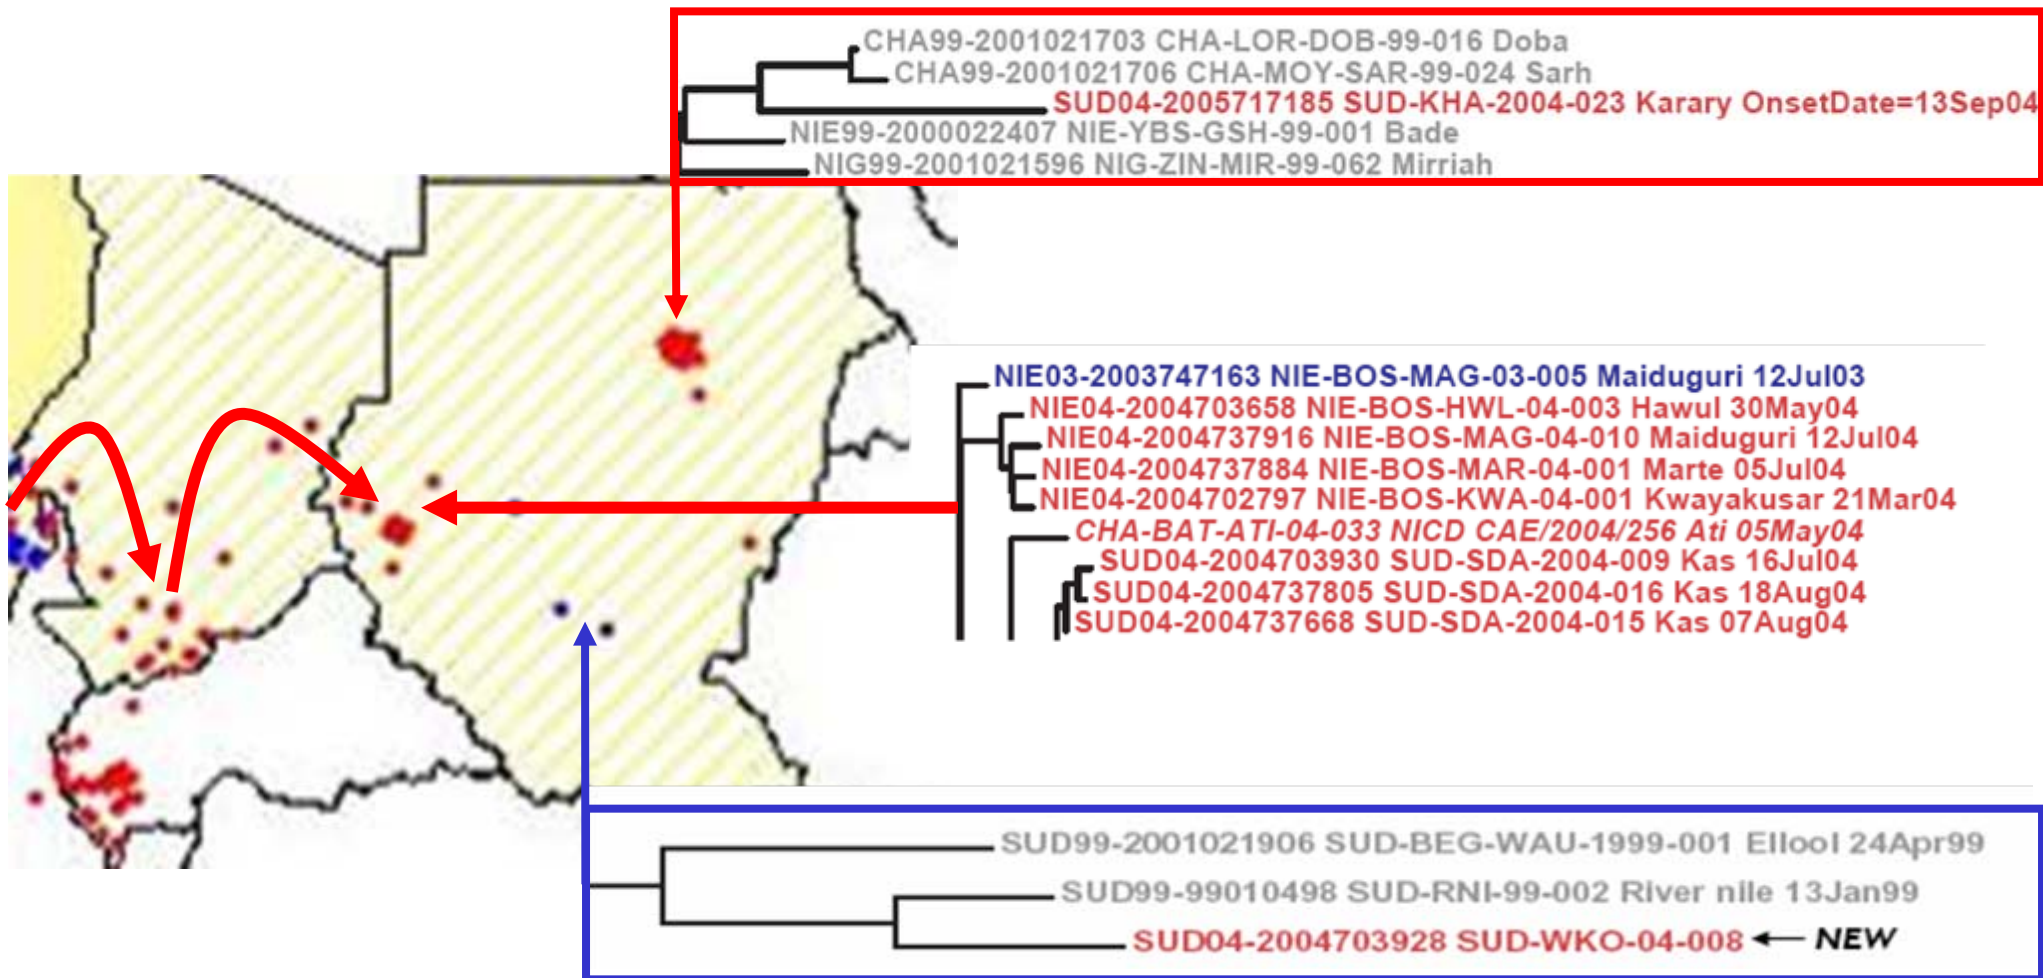 CHA99-2001021703 CHA-LOR-DOB-99-016 Doba
CHA99-2001021706 CHA-MOY-SAR-99-024 Sarh
SUD04-2005717185 SUD-KHA-2004-023 Karary OnsetDate=13Sep04
NIE99-2000022407 NIE-YBS-GSH-99-001 Bade
NIG99-2001021596 NIG-ZIN-MIR-99-062 Mirriah
NIE03-2003747163 NIE-BOS-MAG-03-005 Maiduguri 12Jul03
NIE04-2004703658 NIE-BOS-HWL-04-003 Hawul 30May04
NIE04-2004737916 NIE-BOS-MAG-04-010 Maiduguri 12Jul04
NIE04-2004737884 NIE-BOS-MAR-04-001 Marte 05Jul04
NIE04-2004702797 NIE-BOS-KWA-04-001 Kwayakusar 21Mar04
CHA-BAT-ATI-04-033 NICD CAE/2004/256 Ati 05May04
SUD04-2004703930 SUD-SDA-2004-009 Kas 16Jul04
SUD04-2004737805 SUD-SDA-2004-016 Kas 18Aug04
SUD04-2004737668 SUD-SDA-2004-015 Kas 07Aug04
SUD99-2001021906 SUD-BEG-WAU-1999-001 Ellool 24Apr99
SUD99-99010498 SUD-RNI-99-002 River nile 13Jan99
SUD04-2004703928 SUD-WKO-04-008 NEW